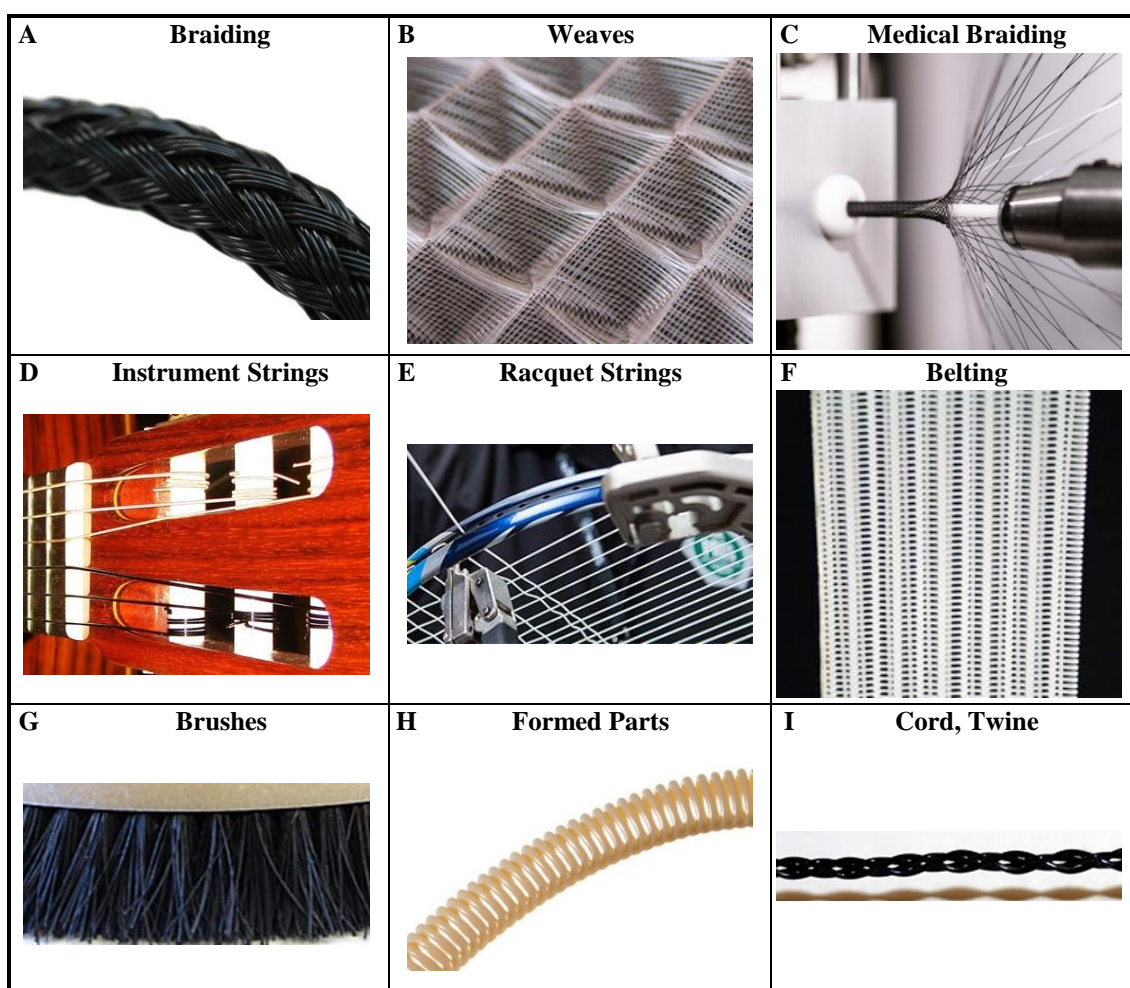 A Braiding
B Weaves
C Medical Braiding
D Instrument Strings
E Racquet Strings
F Belting
G Brushes
H Formed Parts
I Cord, Twine